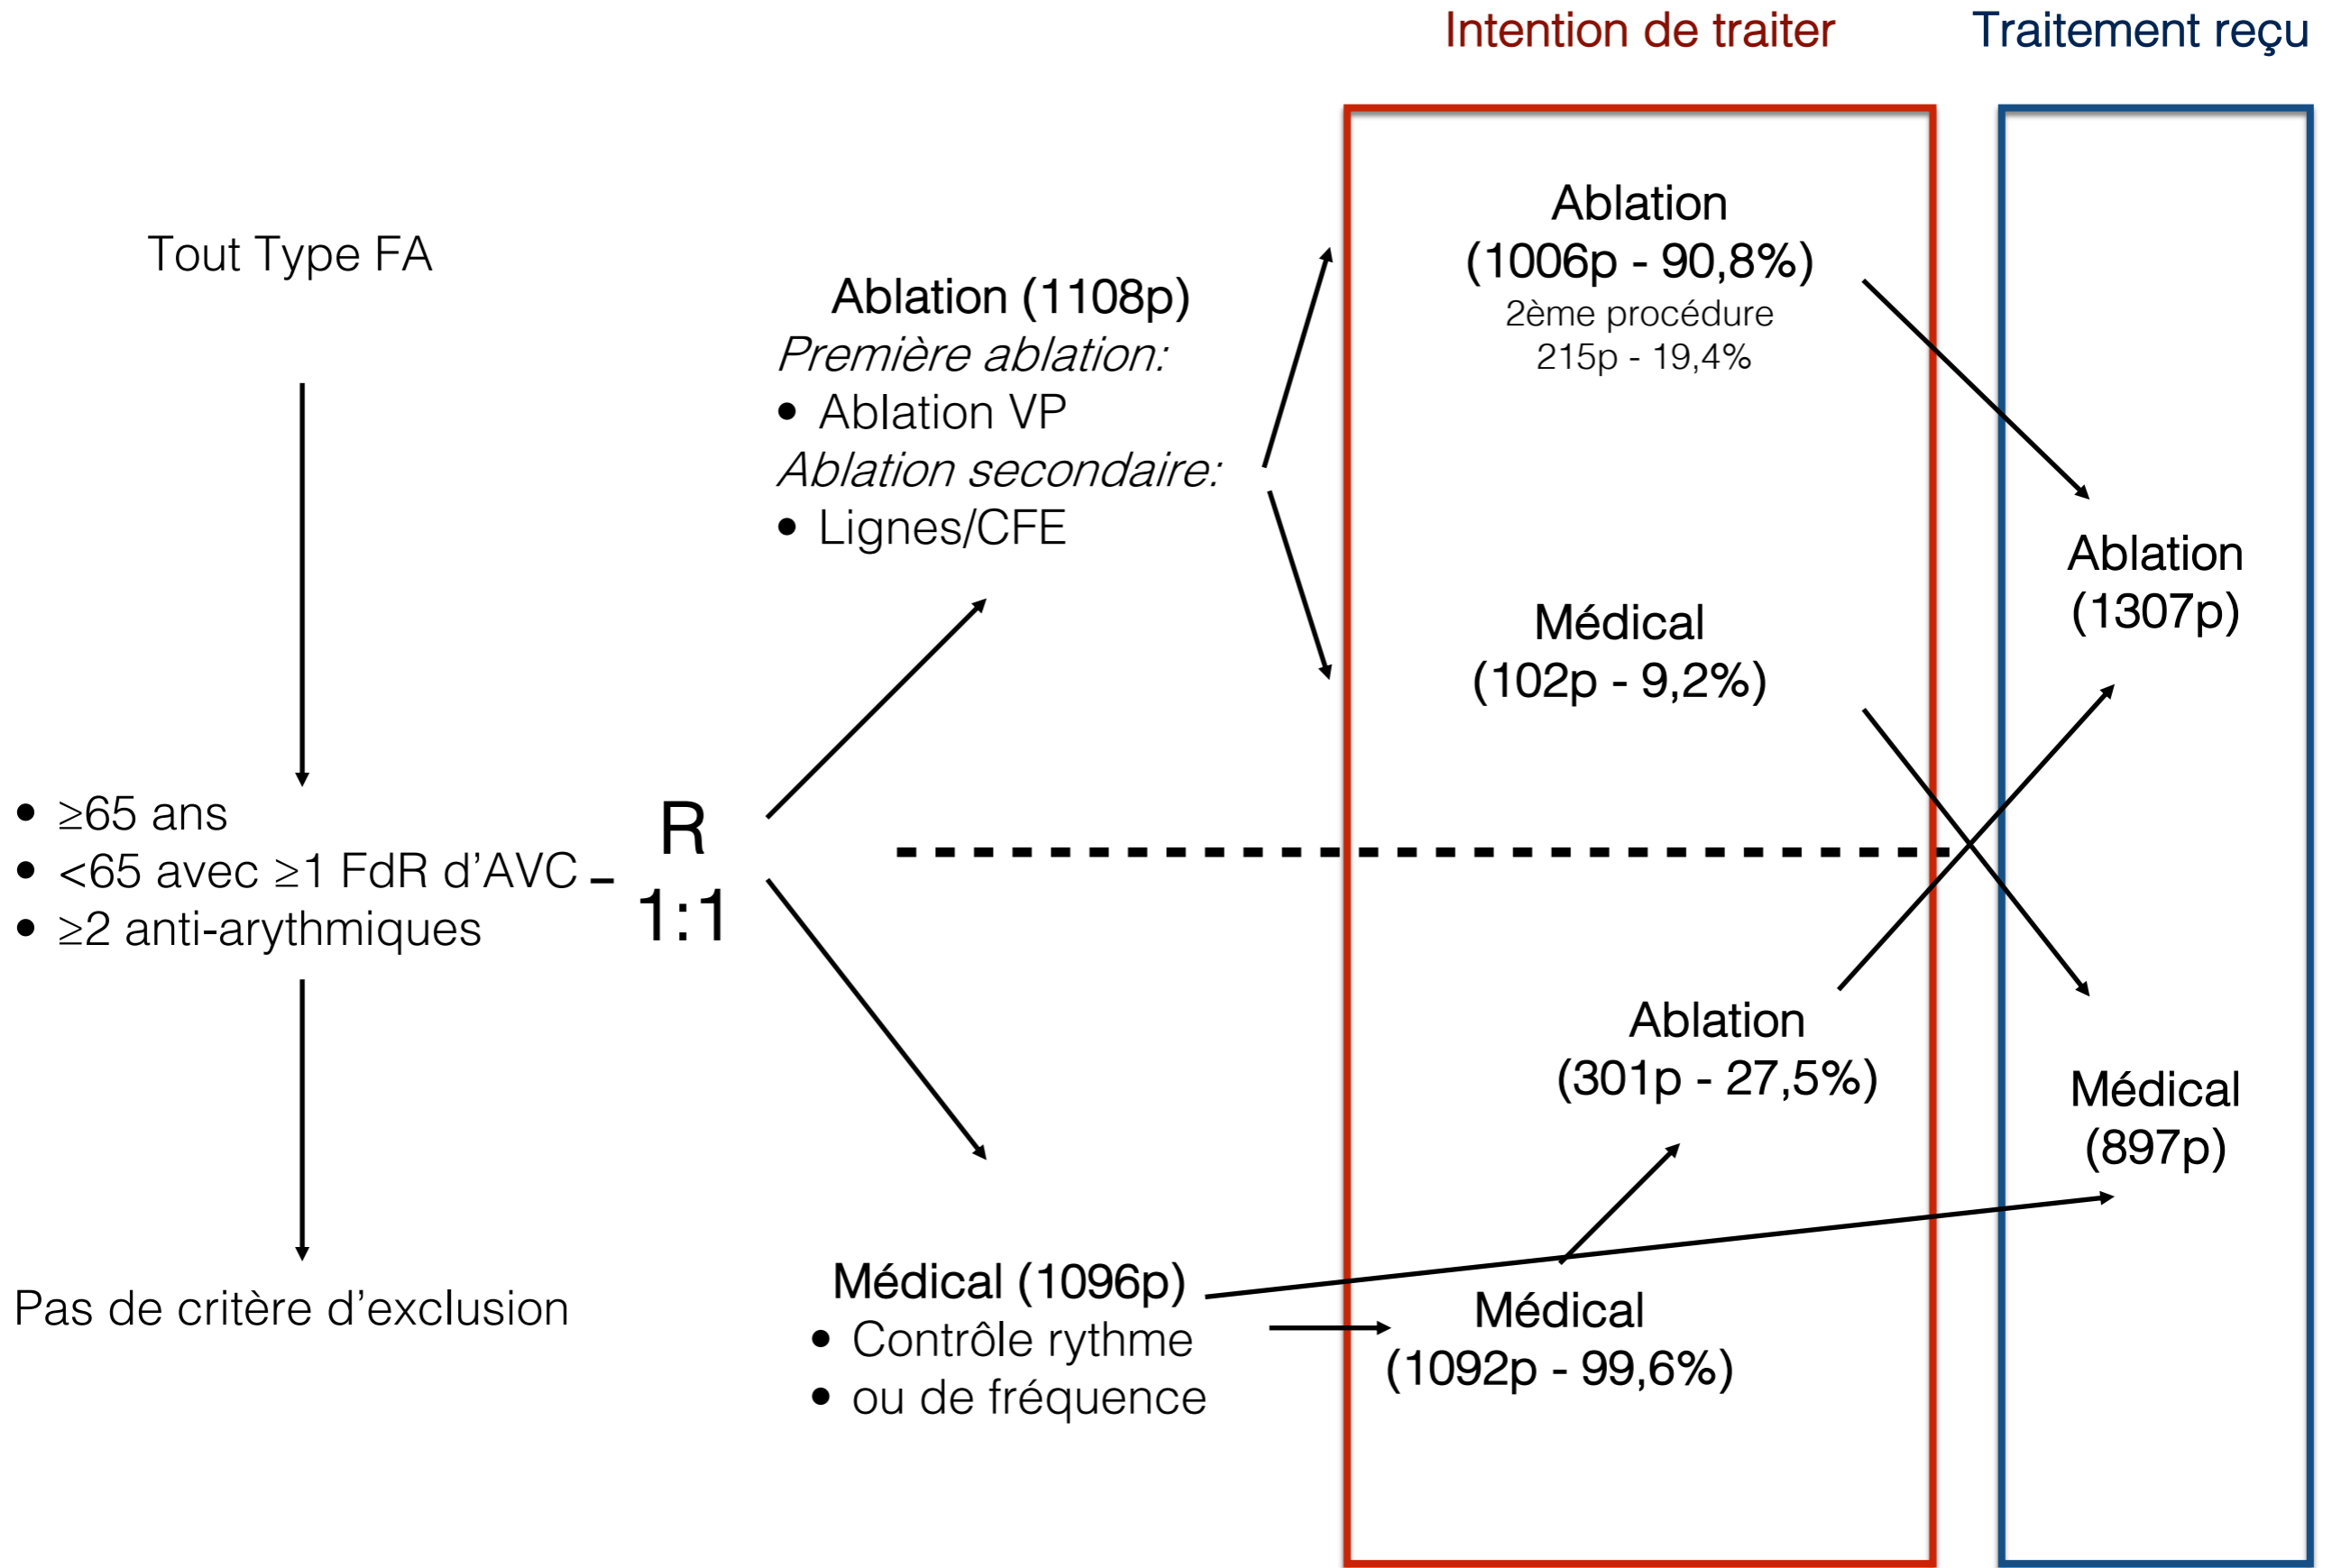 Intention de traiter
Traitement reçu
Tout Type FA
• ≥65 ans
• <65 avec ≥1 FdR d’AVC
• ≥2 anti-arythmiques
Pas de critère d’exclusion
–
R
1:1
Ablation (1108p)
Première ablation:
• Ablation VP
Ablation secondaire:
• Lignes/CFE
Médical (1096p)
• Contrôle rythme
• ou de fréquence
Ablation
(1006p - 90,8%)
2ème procédure
215p - 19,4%
Médical
(102p - 9,2%)
Ablation
(301p - 27,5%)
Médical
(1092p - 99,6%)
Ablation
(1307p)
Médical
(897p)